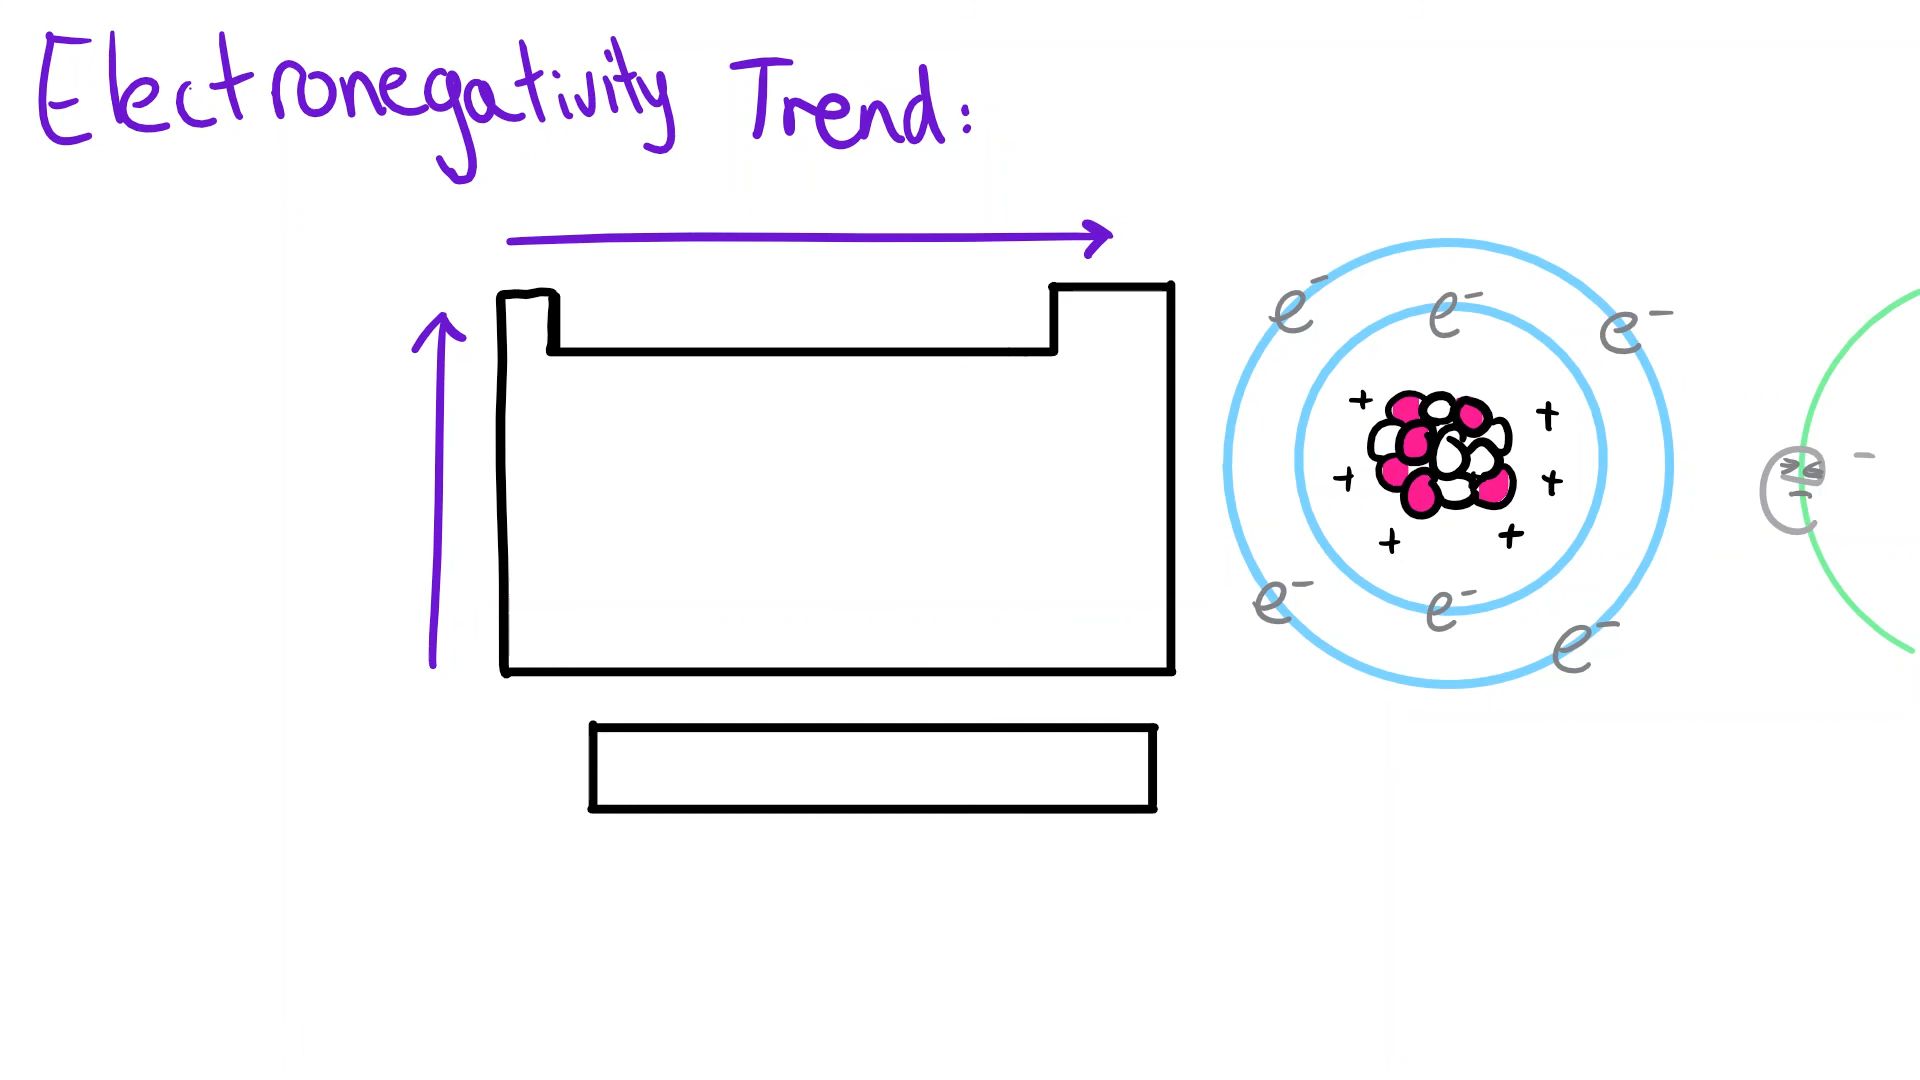 Electronegativity Trend:
e⁻ e⁻ e⁻
+ +
+ +
+ +
e⁻ e⁻ e⁻